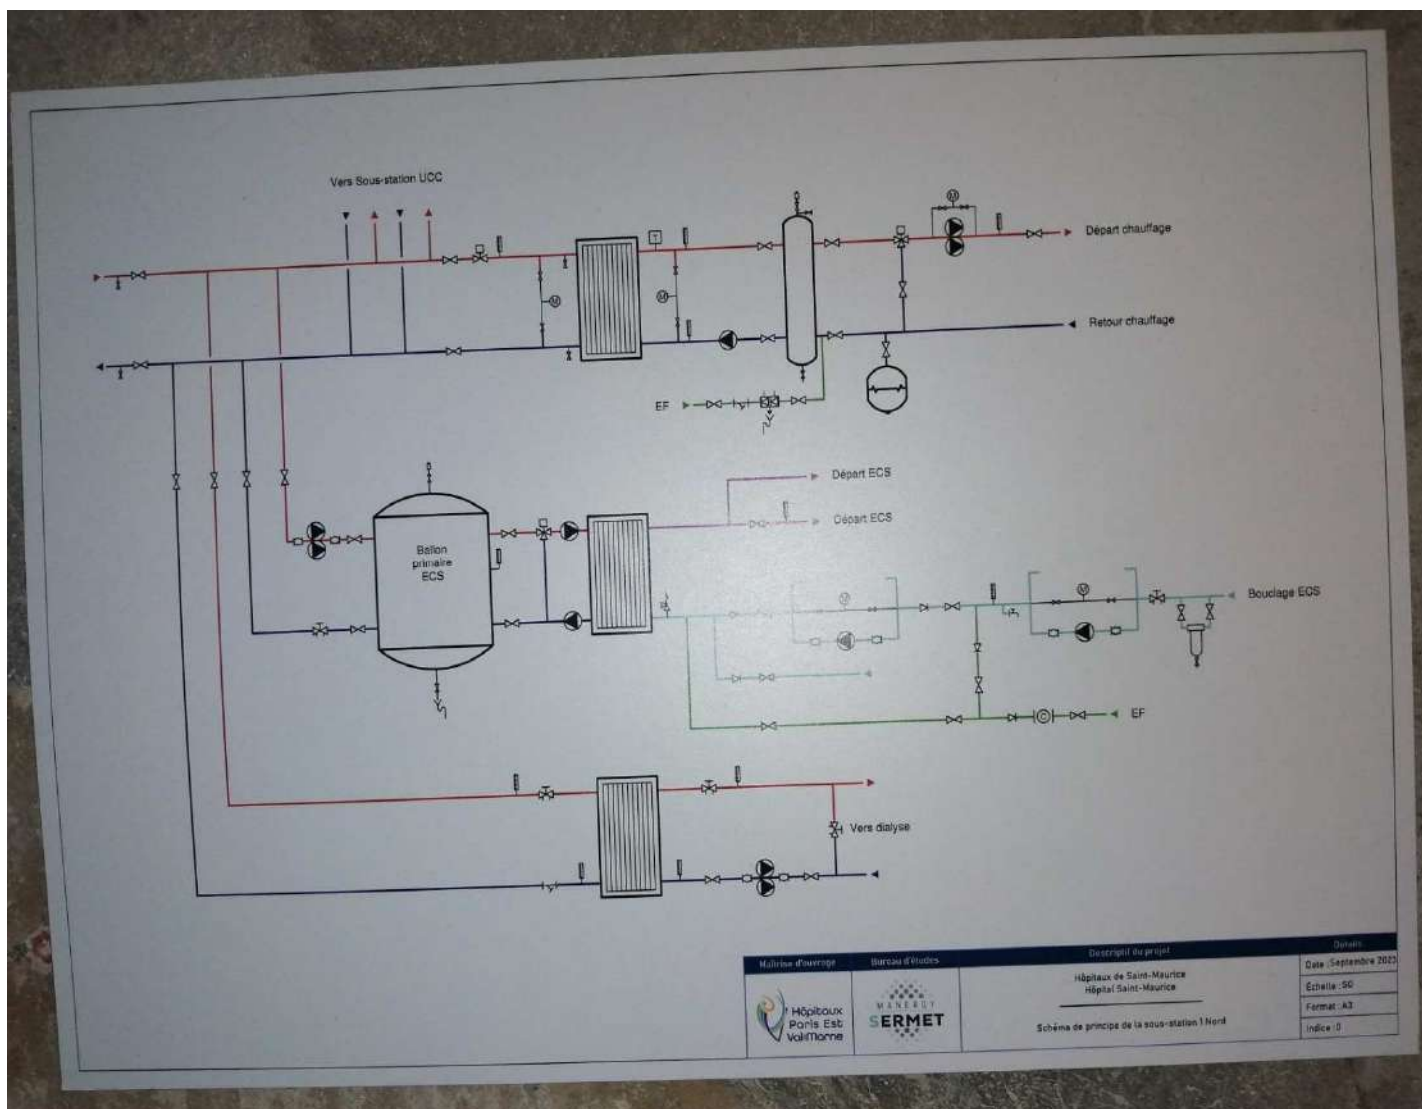 Vers Sous-station UCC
M
T
M
M
Départ chauffage
Retour chauffage
EF
Départ ECS
Départ ECS
Ballon
primaire
ECS
M
M
Bouclage ECS
C
EF
Vers dialyse
Maîtrise d'ouvrage
Bureau d'études
Descriptif du projet
Détails
Hôpitaux
Paris Est
Val-de-Marne
MANERGY
SERMET
Hôpitaux de Saint-Maurice
Hôpital Saint-Maurice
Schéma de principe de la sous-station 1 Nord
Date : Septembre 2023
Échelle : SO
Format : A3
Indice : 0